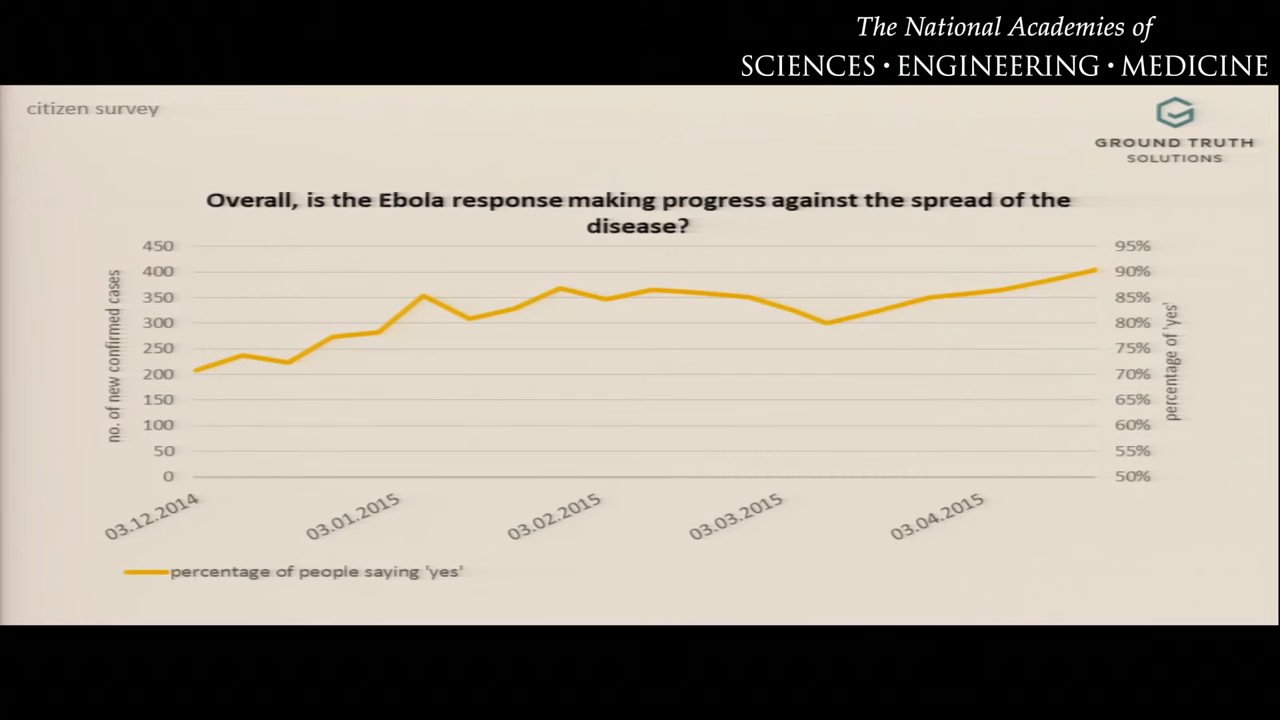 The National Academies of
SCIENCES • ENGINEERING • MEDICINE
citizen survey
GROUND TRUTH
SOLUTIONS
Overall, is the Ebola response making progress against the spread of the
disease?
450
400
350
300
250
200
150
100
50
0
no. of new confirmed cases
95%
90%
85%
80%
75%
70%
65%
60%
55%
50%
percentage of 'yes'
03.12.2014
03.01.2015
03.02.2015
03.03.2015
03.04.2015
percentage of people saying 'yes'